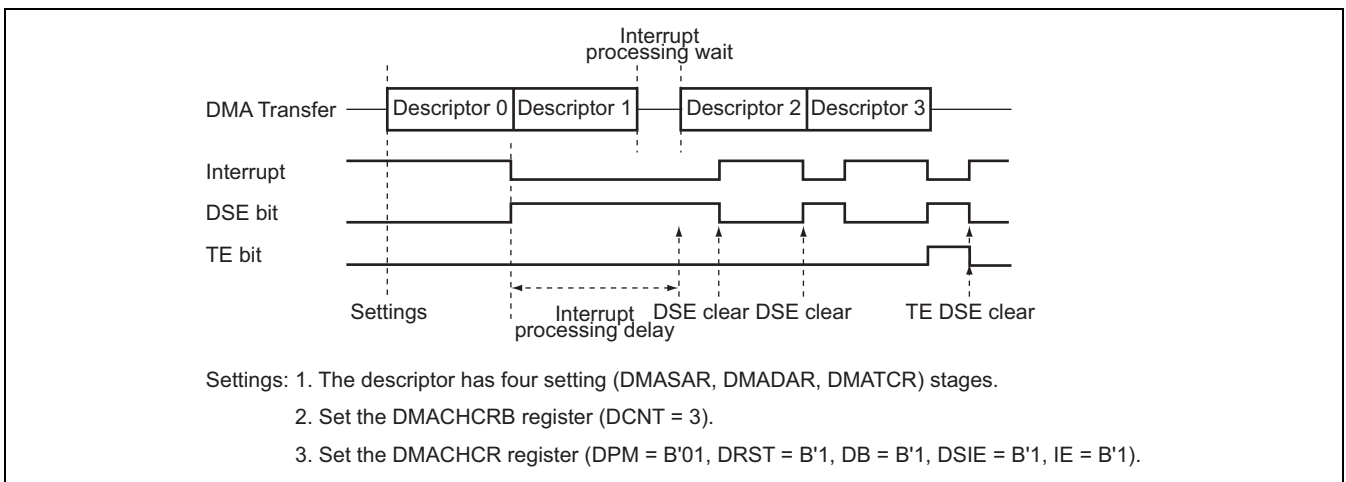 Interrupt
processing wait
DMA Transfer
Descriptor 0 Descriptor 1 Descriptor 2 Descriptor 3
Interrupt
DSE bit
TE bit
Settings
Interrupt
processing delay
DSE clear DSE clear
TE DSE clear
Settings: 1. The descriptor has four setting (DMASAR, DMADAR, DMATCR) stages.
2. Set the DMACHCRB register (DCNT = 3).
3. Set the DMACHCR register (DPM = B'01, DRST = B'1, DB = B'1, DSIE = B'1, IE = B'1).